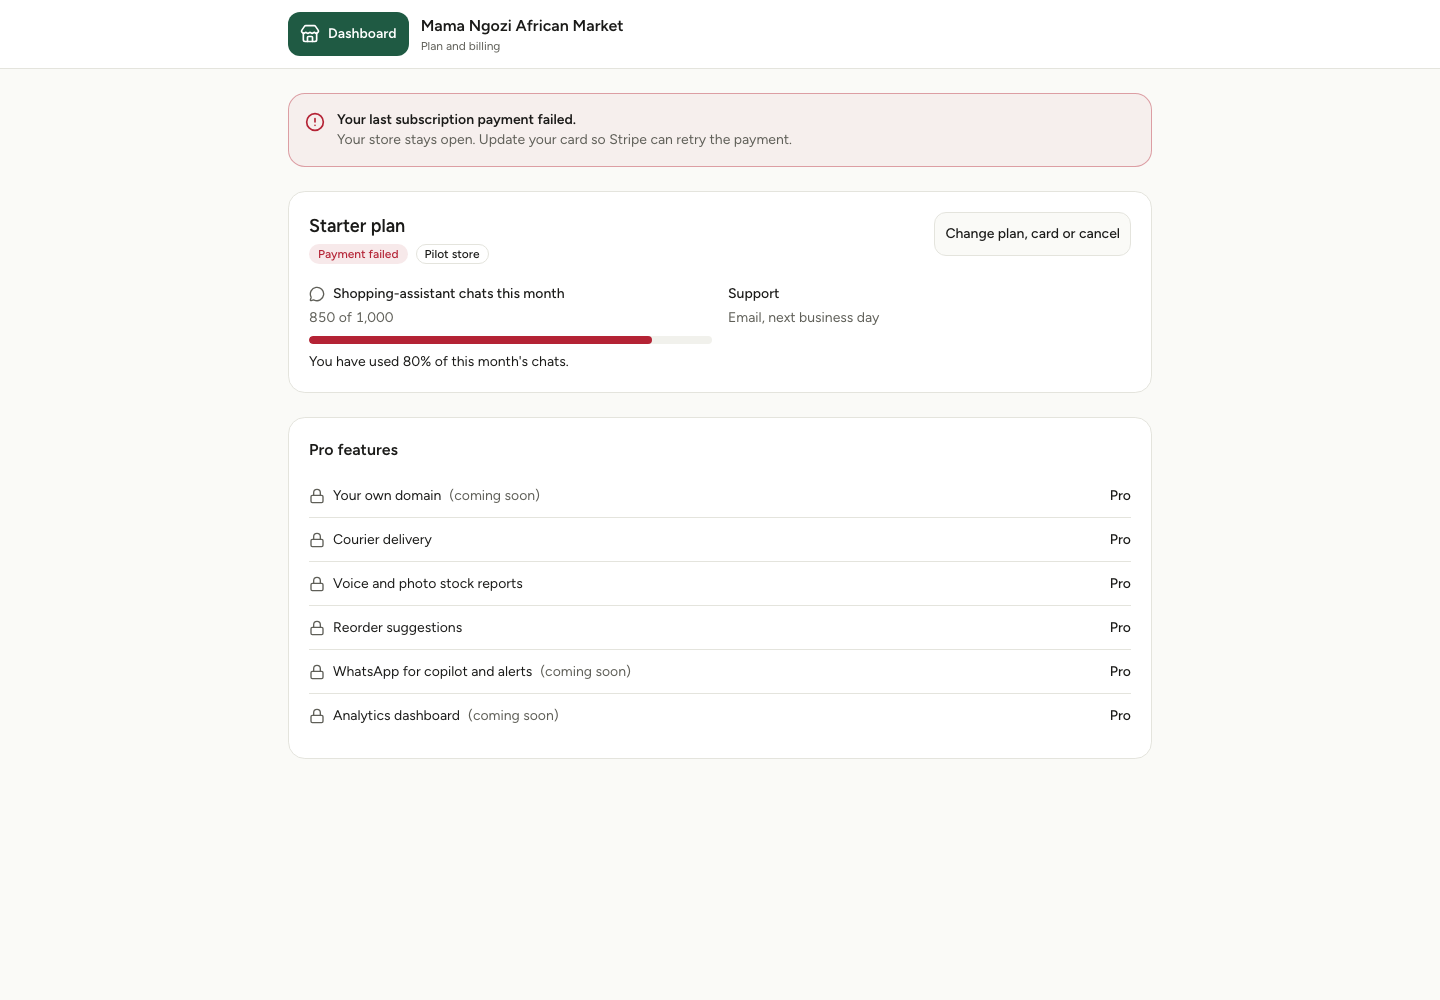 Dashboard
Mama Ngozi African Market
Plan and billing
Your last subscription payment failed.
Your store stays open. Update your card so Stripe can retry the payment.
Starter plan
Change plan, card or cancel
Payment failed
Pilot store
Shopping-assistant chats this month
850 of 1,000
You have used 80% of this month's chats.
Support
Email, next business day
Pro features
Your own domain (coming soon) Pro
Courier delivery Pro
Voice and photo stock reports Pro
Reorder suggestions Pro
WhatsApp for copilot and alerts (coming soon) Pro
Analytics dashboard (coming soon) Pro